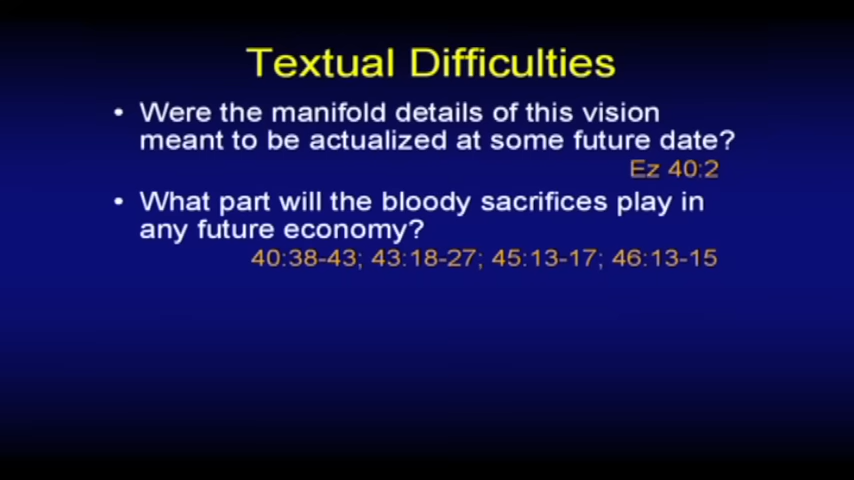 Textual Difficulties
• Were the manifold details of this vision
meant to be actualized at some future date?
Ez 40:2
• What part will the bloody sacrifices play in
any future economy?
40:38-43; 43:18-27; 45:13-17; 46:13-15